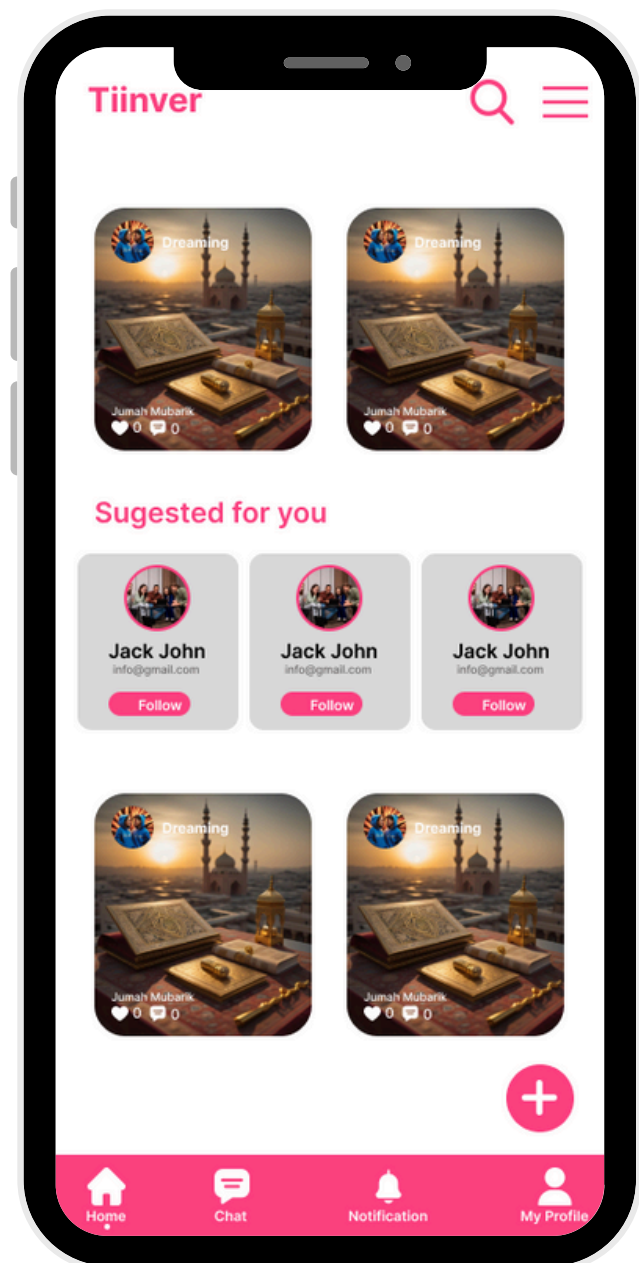 Tiinver
Dreaming
Dreaming
Jumah Mubarik
0 0
Jumah Mubarik
0 0
Sugested for you
Jack John
info@gmail.com
Follow
Jack John
info@gmail.com
Follow
Jack John
info@gmail.com
Follow
Dreaming
Dreaming
Jumah Mubarik
0 0
Jumah Mubarik
0 0
Home
Chat
Notification
My Profile